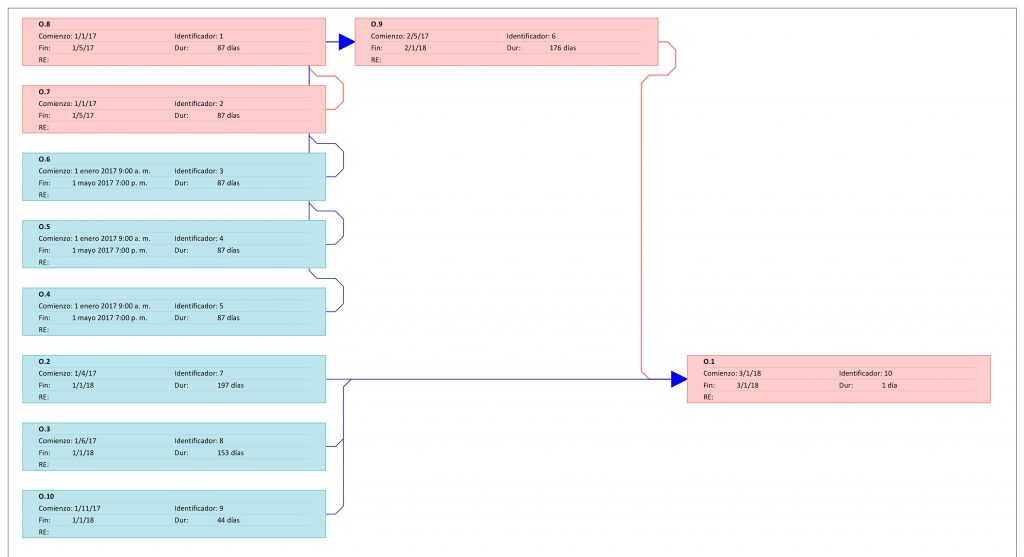 O.8
Comienzo: 1/1/17 Identificador: 1
Fin: 1/5/17 Dur: 87 días
RE:
O.9
Comienzo: 2/5/17 Identificador: 6
Fin: 2/1/18 Dur: 176 días
RE:
O.7
Comienzo: 1/1/17 Identificador: 2
Fin: 1/5/17 Dur: 87 días
RE:
O.6
Comienzo: 1 enero 2017 9:00 a. m. Identificador: 3
Fin: 1 mayo 2017 7:00 p. m. Dur: 87 días
RE:
O.5
Comienzo: 1 enero 2017 9:00 a. m. Identificador: 4
Fin: 1 mayo 2017 7:00 p. m. Dur: 87 días
RE:
O.4
Comienzo: 1 enero 2017 9:00 a. m. Identificador: 5
Fin: 1 mayo 2017 7:00 p. m. Dur: 87 días
RE:
O.2
Comienzo: 1/4/17 Identificador: 7
Fin: 1/1/18 Dur: 197 días
RE:
O.1
Comienzo: 3/1/18 Identificador: 10
Fin: 3/1/18 Dur: 1 día
RE:
O.3
Comienzo: 1/6/17 Identificador: 8
Fin: 1/1/18 Dur: 153 días
RE:
O.10
Comienzo: 1/11/17 Identificador: 9
Fin: 1/1/18 Dur: 44 días
RE: